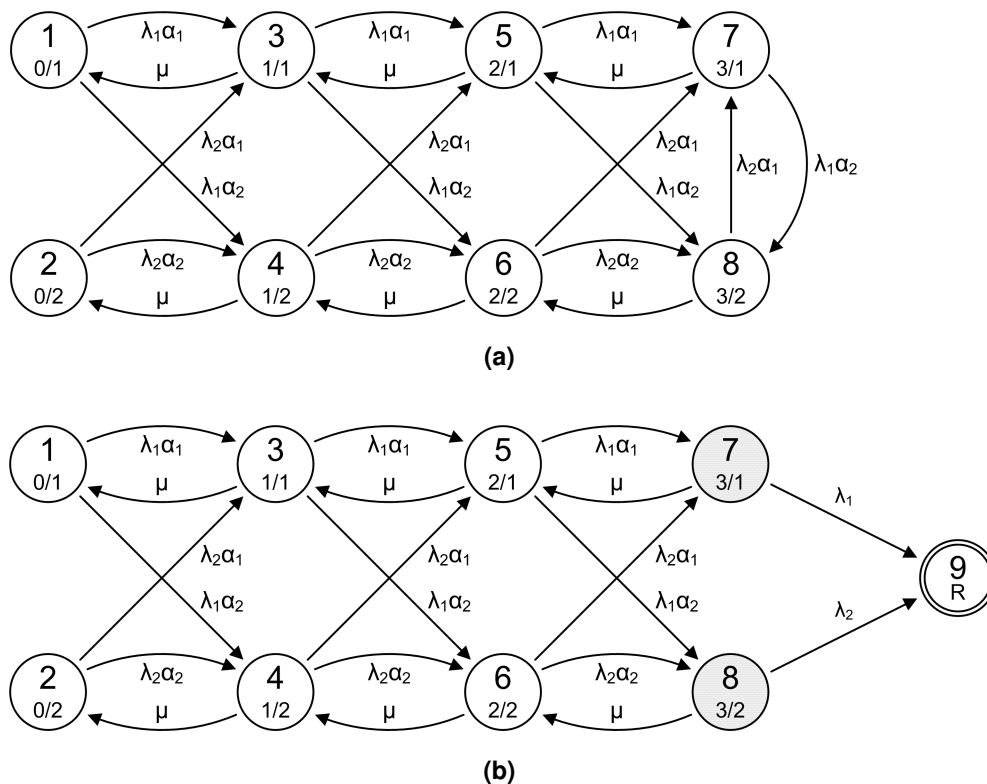 1 λ₁α₁ 3 λ₁α₁ 5 λ₁α₁ 7
0/1 μ 1/1 μ 2/1 μ 3/1
λ₂α₁ λ₂α₁ λ₂α₁ λ₂α₁ λ₁α₂
λ₁α₂ λ₁α₂ λ₁α₂
2 λ₂α₂ 4 λ₂α₂ 6 λ₂α₂ 8
0/2 μ 1/2 μ 2/2 μ 3/2
(a)
1 λ₁α₁ 3 λ₁α₁ 5 λ₁α₁ 7
0/1 μ 1/1 μ 2/1 μ 3/1 λ₁
λ₂α₁ λ₂α₁ λ₂α₁ 9
λ₁α₂ λ₁α₂ λ₁α₂ R
λ₂
2 λ₂α₂ 4 λ₂α₂ 6 λ₂α₂ 8
0/2 μ 1/2 μ 2/2 μ 3/2
(b)